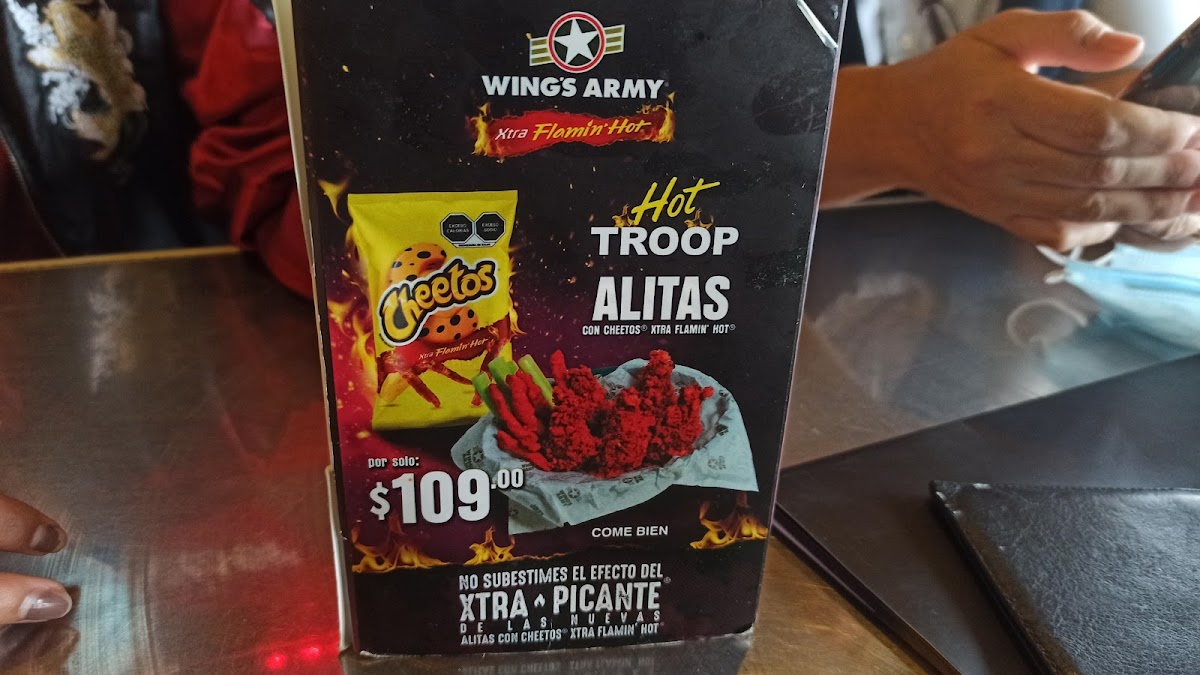 WING'S ARMY
Xtra Flamin' Hot
Hot
TROOP
ALITAS
CON CHEETOS® XTRA FLAMIN' HOT®
EXCESO CALORÍAS
EXCESO SODIO
Cheetos
Xtra Flamin' Hot
por solo:
$109.00
COME BIEN
NO SUBESTIMES EL EFECTO DEL
XTRA PICANTE®
DE LAS NUEVAS
ALITAS CON CHEETOS® XTRA FLAMIN' HOT®